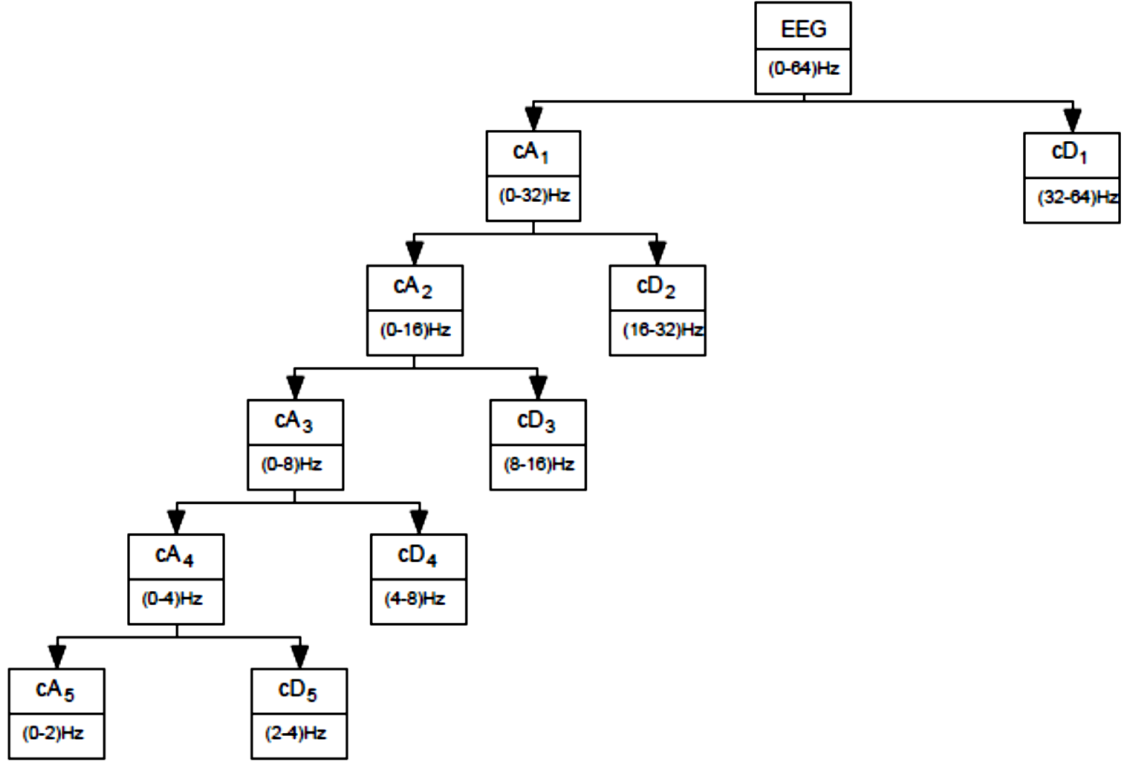 EEG
(0-64)Hz
cA1
(0-32)Hz
cD1
(32-64)Hz
cA2
(0-16)Hz
cD2
(16-32)Hz
cA3
(0-8)Hz
cD3
(8-16)Hz
cA4
(0-4)Hz
cD4
(4-8)Hz
cA5
(0-2)Hz
cD5
(2-4)Hz